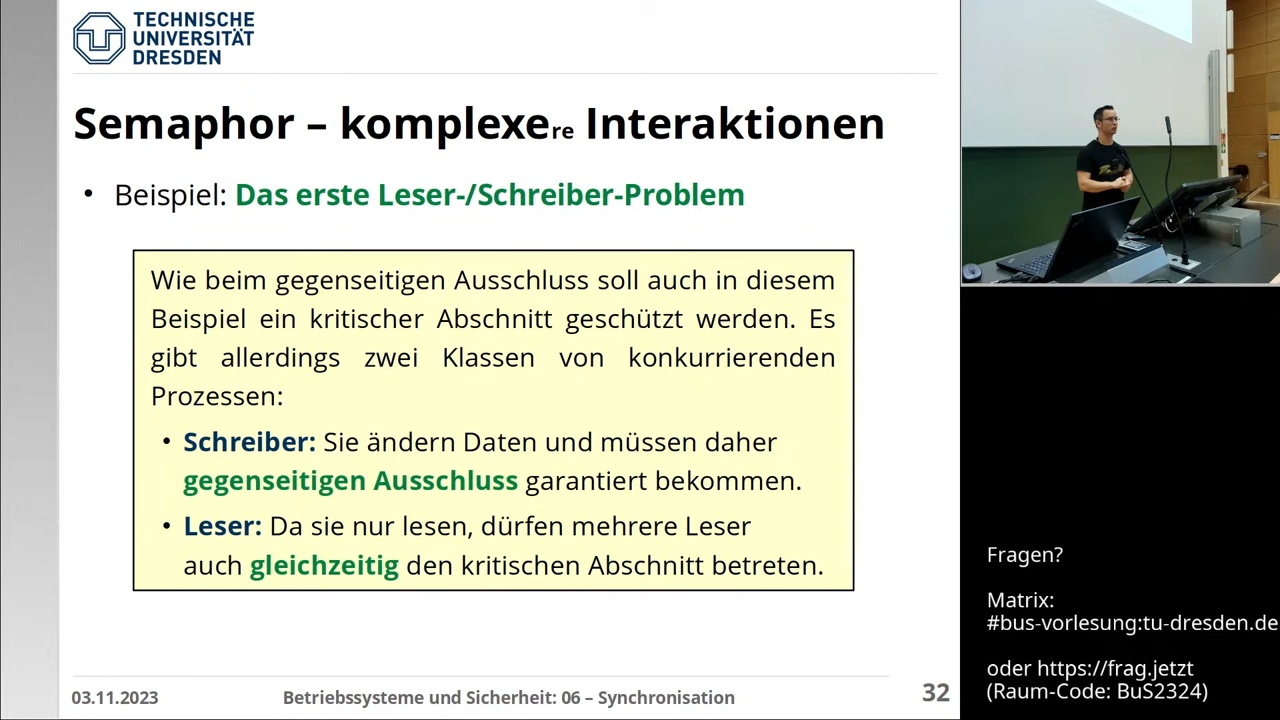 TECHNISCHE
UNIVERSITÄT
DRESDEN
Semaphor – komplexere Interaktionen
• Beispiel: Das erste Leser-/Schreiber-Problem
Wie beim gegenseitigen Ausschluss soll auch in diesem
Beispiel ein kritischer Abschnitt geschützt werden. Es
gibt allerdings zwei Klassen von konkurrierenden
Prozessen:
• Schreiber: Sie ändern Daten und müssen daher
gegenseitigen Ausschluss garantiert bekommen.
• Leser: Da sie nur lesen, dürfen mehrere Leser
auch gleichzeitig den kritischen Abschnitt betreten.
03.11.2023 Betriebssysteme und Sicherheit: 06 – Synchronisation 32
Fragen?
Matrix:
#bus-vorlesung:tu-dresden.de
oder https://frag.jetzt
(Raum-Code: BuS2324)